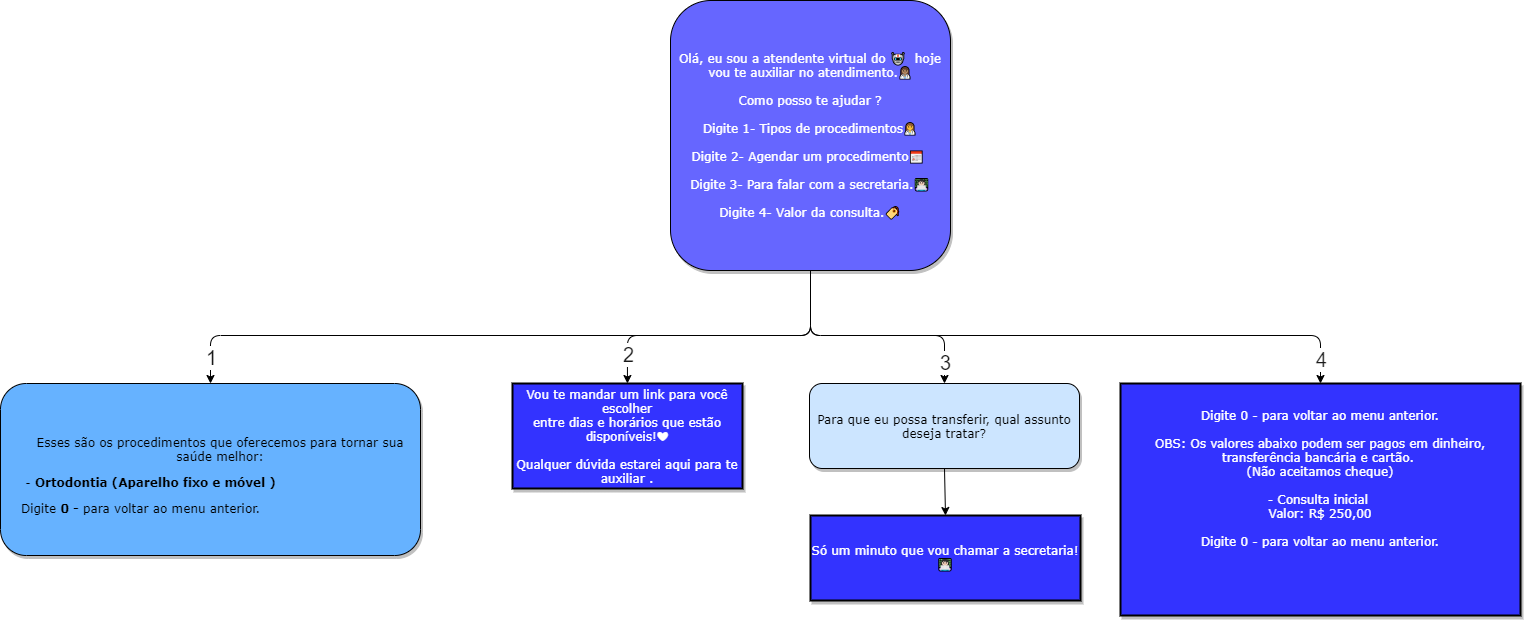 Olá, eu sou a atendente virtual do 🐨 hoje
vou te auxiliar no atendimento.
Como posso te ajudar ?
Digite 1- Tipos de procedimentos
Digite 2- Agendar um procedimento
Digite 3- Para falar com a secretaria.
Digite 4- Valor da consulta.
1
2
3
4
Esses são os procedimentos que oferecemos para tornar sua
saúde melhor:
- Ortodontia (Aparelho fixo e móvel )
Digite 0 - para voltar ao menu anterior.
Vou te mandar um link para você
escolher
entre dias e horários que estão
disponíveis!
Qualquer dúvida estarei aqui para te
auxiliar .
Para que eu possa transferir, qual assunto
deseja tratar?
Só um minuto que vou chamar a secretaria!
Digite 0 - para voltar ao menu anterior.
OBS: Os valores abaixo podem ser pagos em dinheiro,
transferência bancária e cartão.
(Não aceitamos cheque)
- Consulta inicial
Valor: R$ 250,00
Digite 0 - para voltar ao menu anterior.